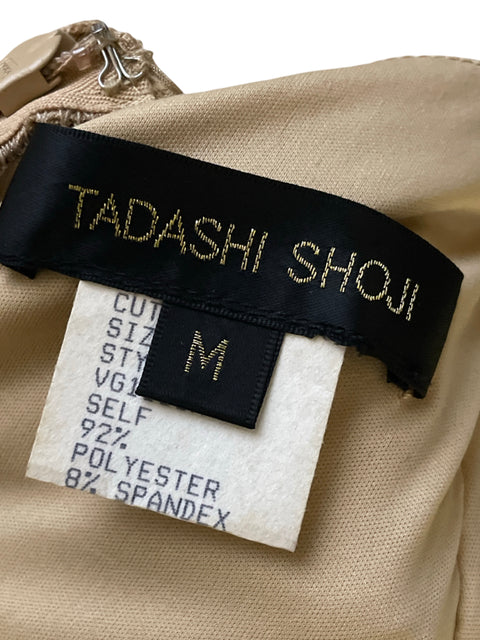 TADASHI SHOJI
M
CUT
SIZ
STY
VG1
SELF
92%
POLYESTER
8% SPANDEX